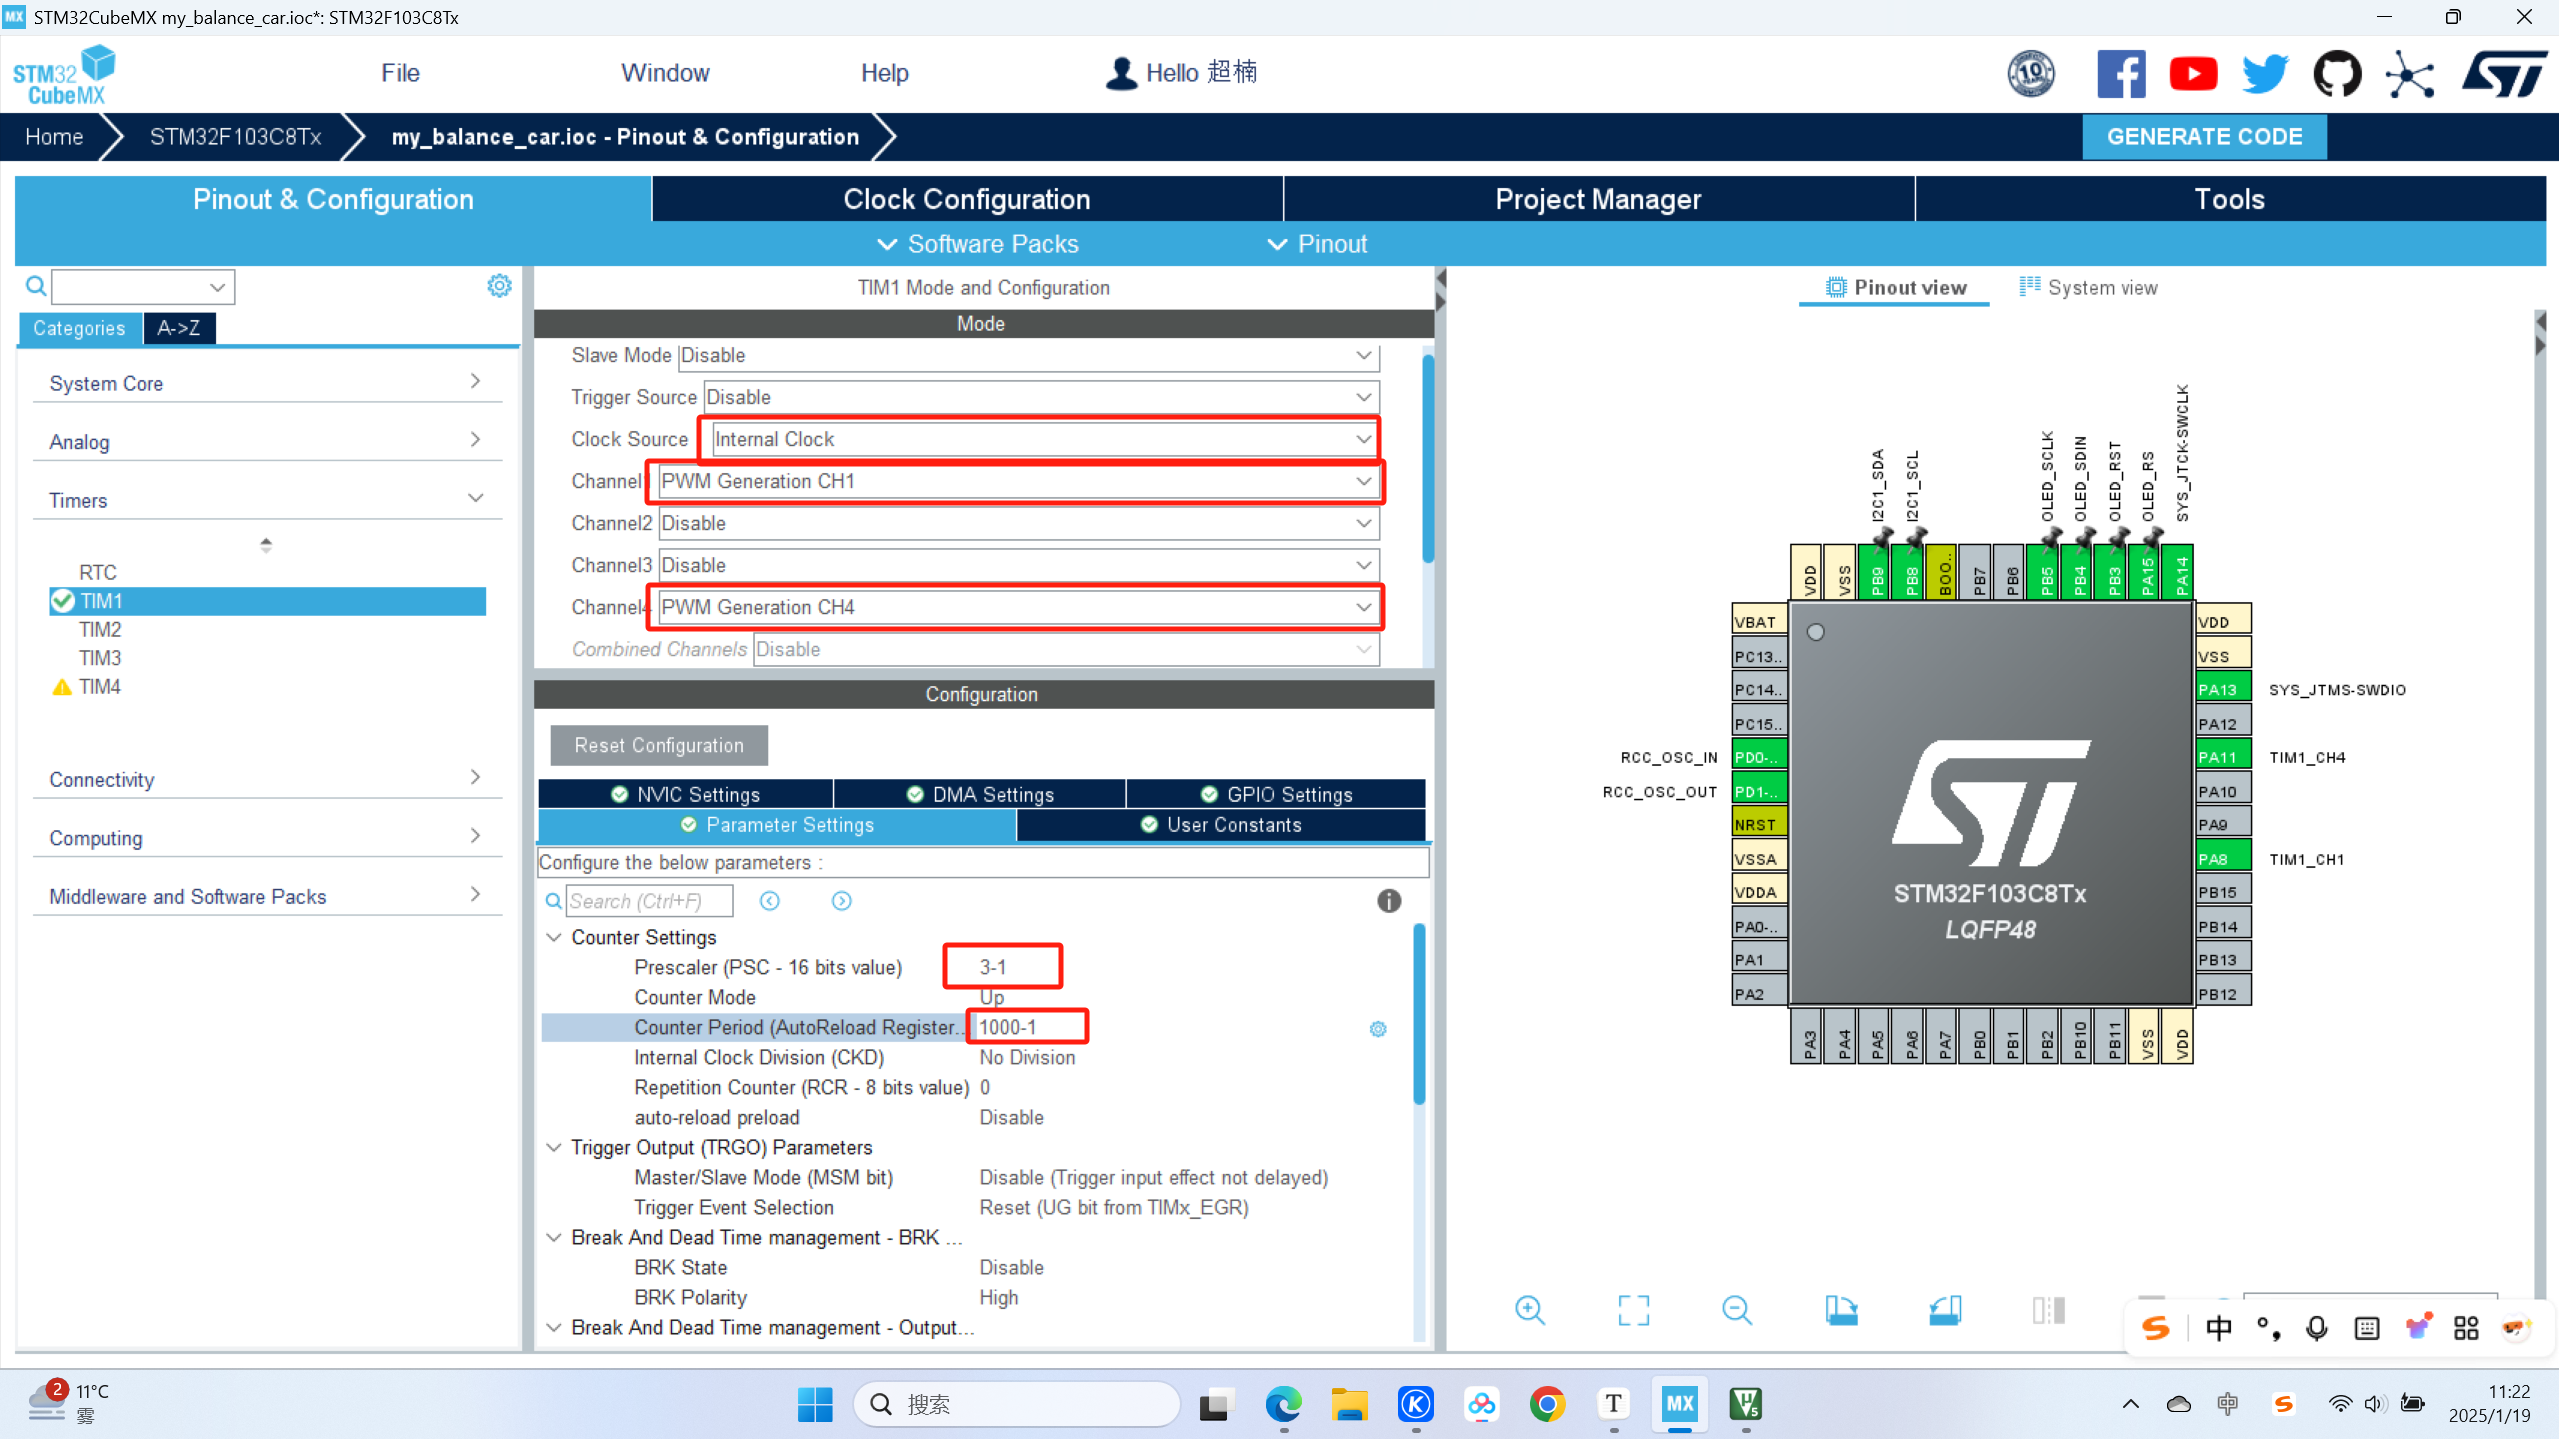 MX STM32CubeMX my_balance_car.ioc*: STM32F103C8Tx
STM32 CubeMX
File
Window
Help
Hello 超楠
10
ST
Home
STM32F103C8Tx
my_balance_car.ioc - Pinout & Configuration
GENERATE CODE
Pinout & Configuration
Clock Configuration
Project Manager
Tools
Software Packs
Pinout
Categories
A->Z
System Core
Analog
Timers
RTC
TIM1
TIM2
TIM3
TIM4
Connectivity
Computing
Middleware and Software Packs
TIM1 Mode and Configuration
Mode
Slave Mode Disable
Trigger Source Disable
Clock Source Internal Clock
Channel1 PWM Generation CH1
Channel2 Disable
Channel3 Disable
Channel4 PWM Generation CH4
Combined Channels Disable
Configuration
Reset Configuration
NVIC Settings
DMA Settings
GPIO Settings
Parameter Settings
User Constants
Configure the below parameters :
Search (Ctrl+F)
Counter Settings
Prescaler (PSC - 16 bits value) 3-1
Counter Mode Up
Counter Period (AutoReload Register... 1000-1
Internal Clock Division (CKD) No Division
Repetition Counter (RCR - 8 bits value) 0
auto-reload preload Disable
Trigger Output (TRGO) Parameters
Master/Slave Mode (MSM bit) Disable (Trigger input effect not delayed)
Trigger Event Selection Reset (UG bit from TIMx_EGR)
Break And Dead Time management - BRK ...
BRK State Disable
BRK Polarity High
Break And Dead Time management - Output...
Pinout view
System view
I2C1_SDA
I2C1_SCL
OLED_SCLK
OLED_SDIN
OLED_RST
OLED_RS
SYS_JTCK-SWCLK
VDD
VSS
PB9
PB8
BOO..
PB7
PB6
PB5
PB4
PB3
PA15
PA14
VBAT
PC13..
PC14..
PC15..
RCC_OSC_IN PD0-..
RCC_OSC_OUT PD1-..
NRST
VSSA
VDDA
PA0-..
PA1
PA2
ST
STM32F103C8Tx
LQFP48
VDD
VSS
PA13 SYS_JTMS-SWDIO
PA12
PA11 TIM1_CH4
PA10
PA9
PA8 TIM1_CH1
PB15
PB14
PB13
PB12
PA3
PA4
PA5
PA6
PA7
PB0
PB1
PB2
PB10
PB11
VSS
VDD
S 中 °,
2
11°C
雾
搜索
K
T
MX
中
S
11:22
2025/1/19